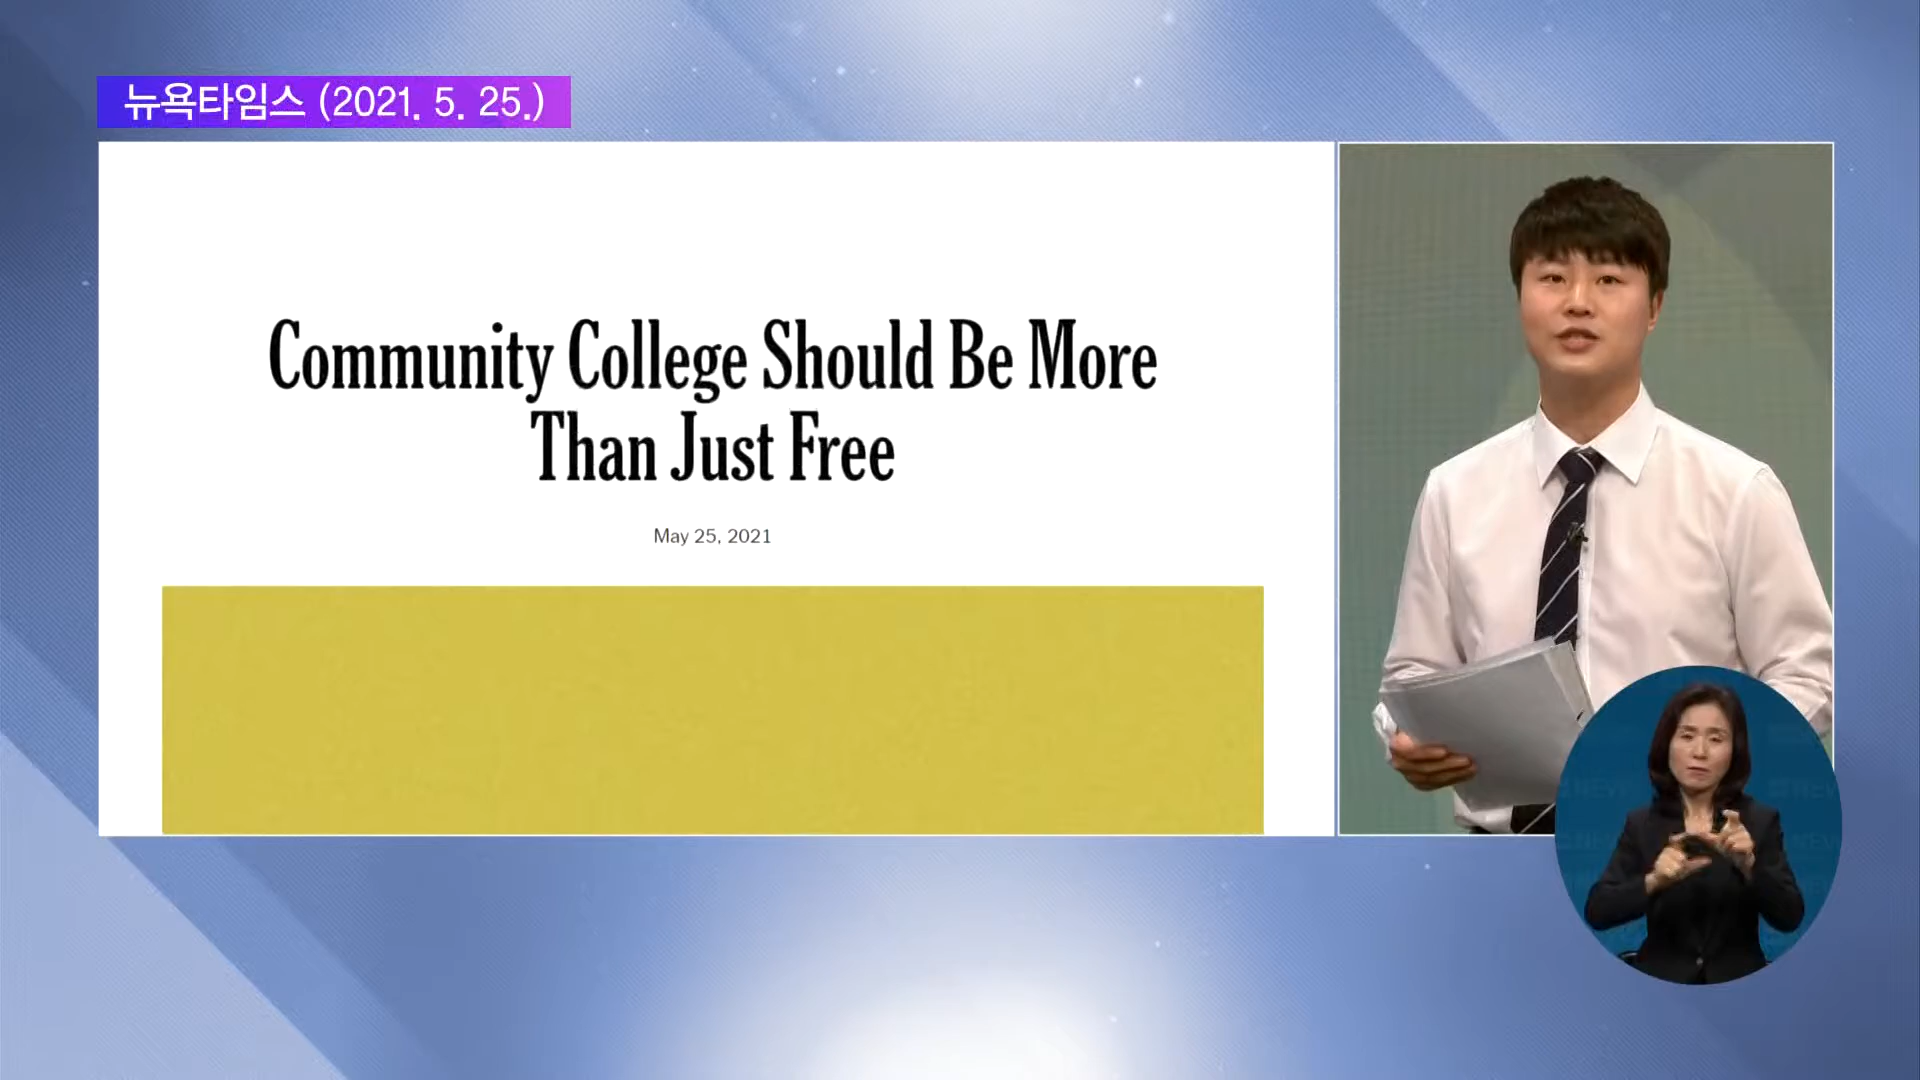 뉴욕타임스 (2021. 5. 25.)
Community College Should Be More
Than Just Free
May 25, 2021